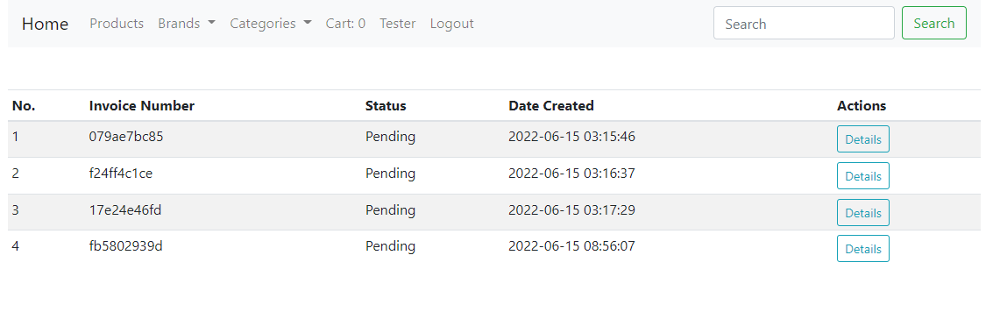 Home Products Brands Categories Cart: 0 Tester Logout Search Search
No. Invoice Number Status Date Created Actions
1 079ae7bc85 Pending 2022-06-15 03:15:46 Details
2 f24ff4c1ce Pending 2022-06-15 03:16:37 Details
3 17e24e46fd Pending 2022-06-15 03:17:29 Details
4 fb5802939d Pending 2022-06-15 08:56:07 Details